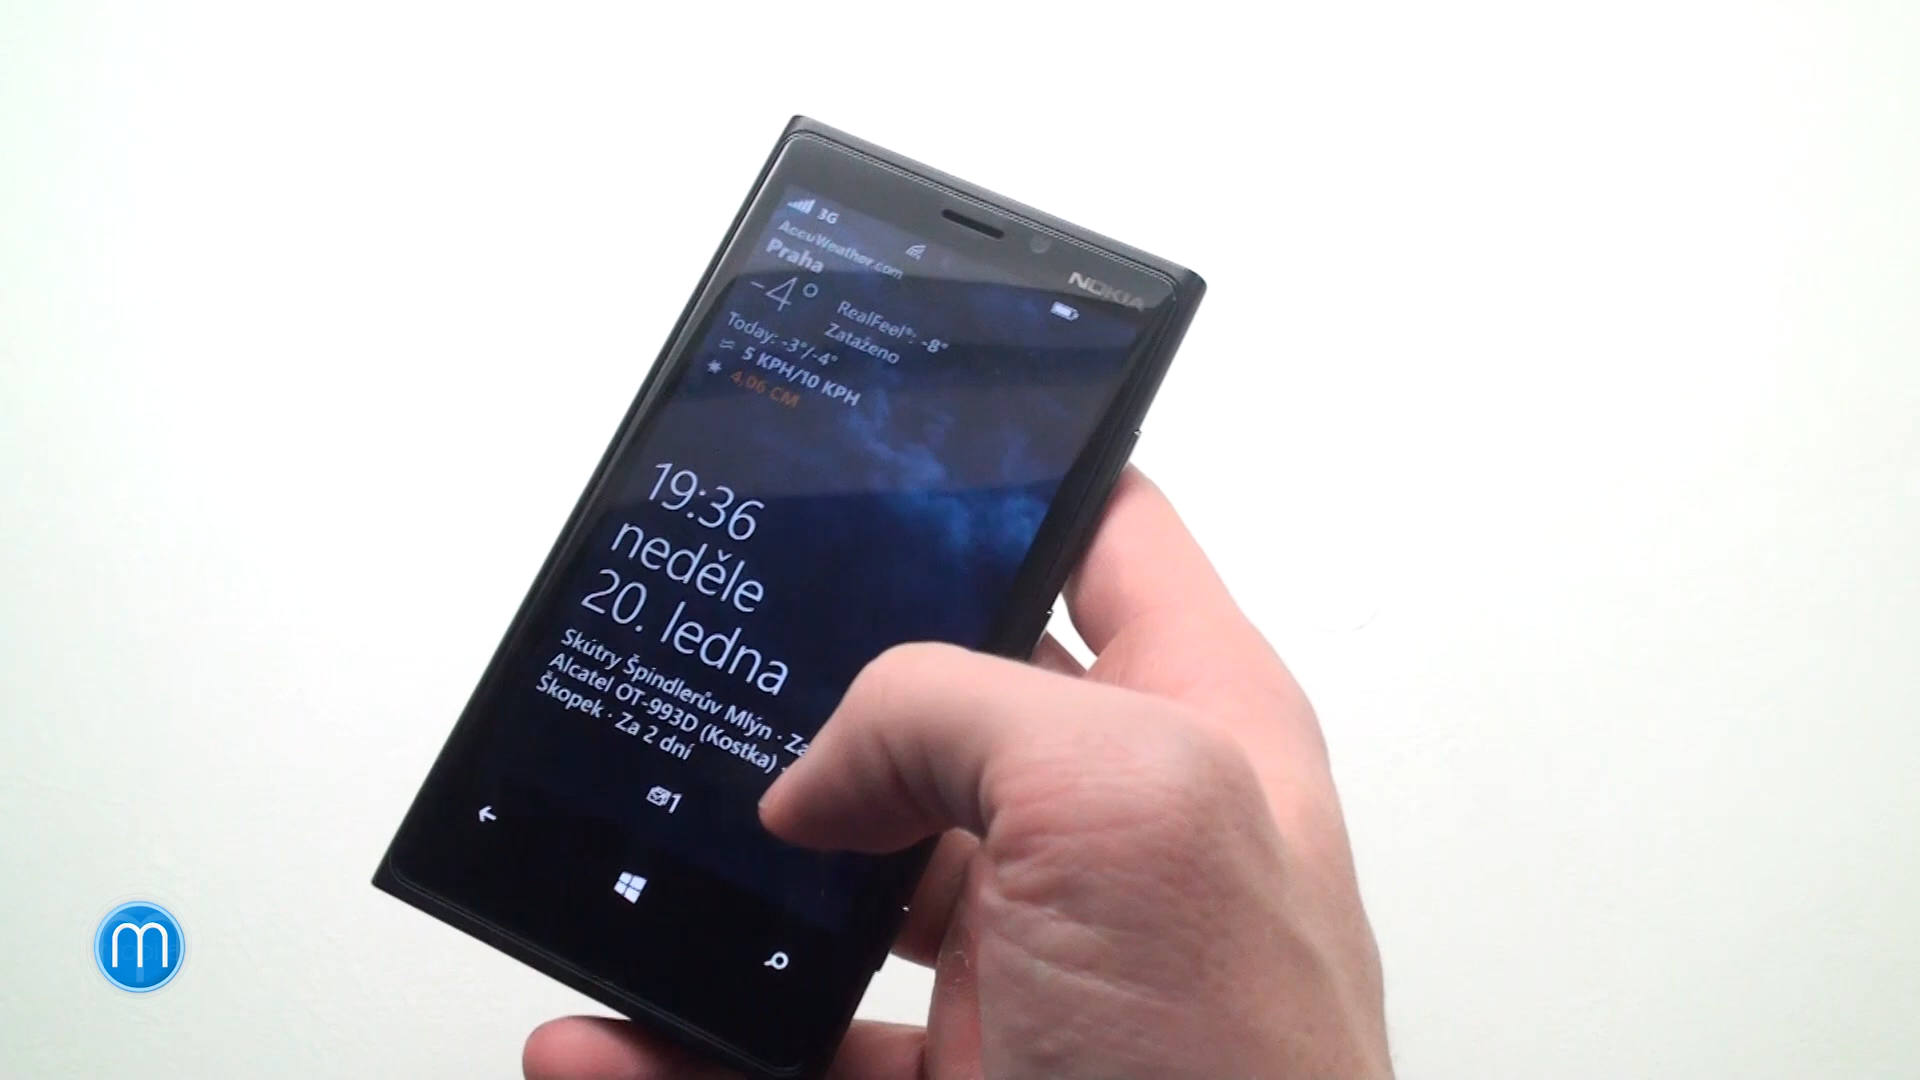 3G
NOKIA
AccuWeather.com
Praha
-4°
RealFeel®: -8°
Zataženo
Today: -3°/-4°
5 KPH/10 KPH
4,06 CM
19:36
neděle
20. ledna
Skútry Špindlerův Mlýn · Za
Alcatel OT-993D (Kostka) -
Škopek · Za 2 dní
1
m